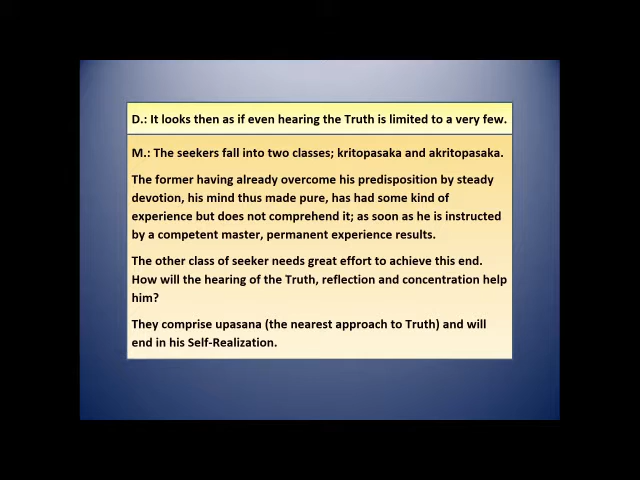 D.: It looks then as if even hearing the Truth is limited to a very few.
M.: The seekers fall into two classes; kritopasaka and akritopasaka.
The former having already overcome his predisposition by steady
devotion, his mind thus made pure, has had some kind of
experience but does not comprehend it; as soon as he is instructed
by a competent master, permanent experience results.
The other class of seeker needs great effort to achieve this end.
How will the hearing of the Truth, reflection and concentration help
him?
They comprise upasana (the nearest approach to Truth) and will
end in his Self-Realization.